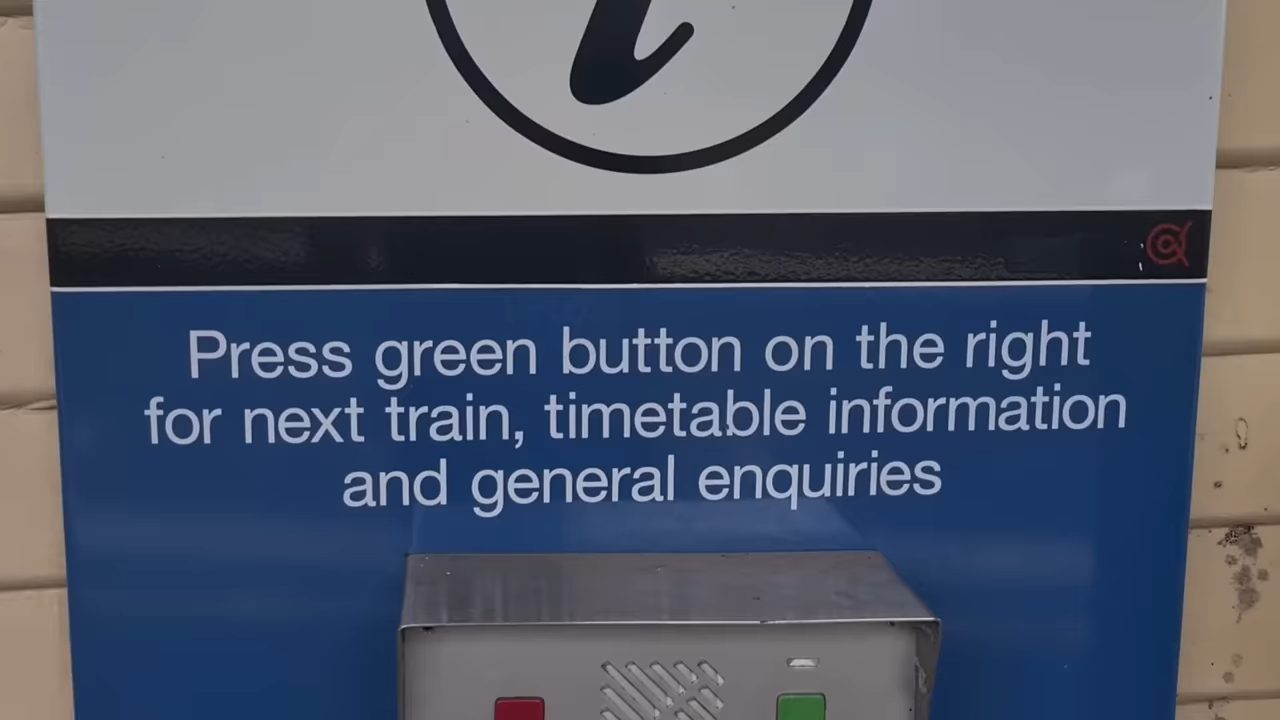 i
Press green button on the right
for next train, timetable information
and general enquiries